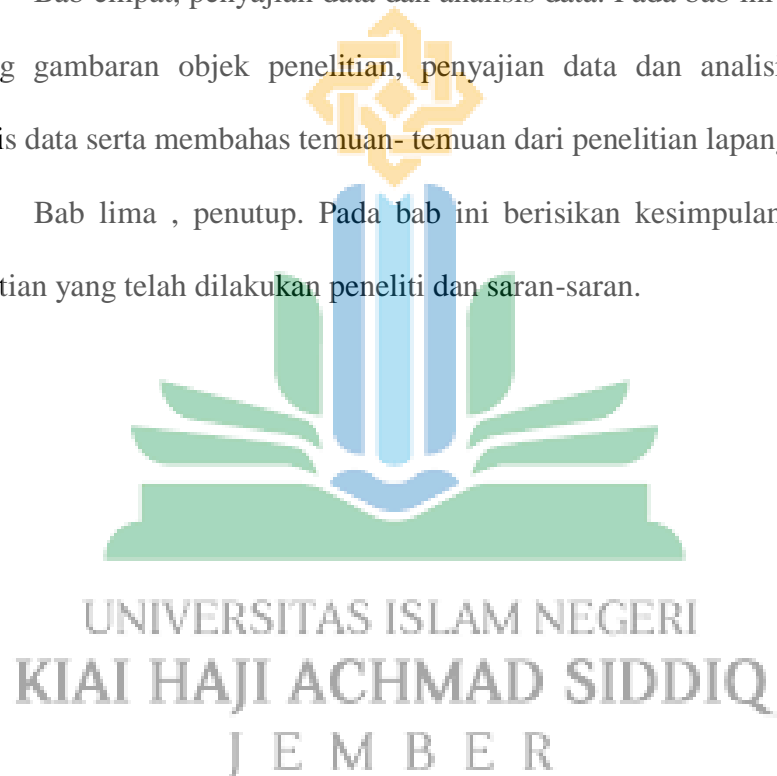 Bab empat, penyajian data dan analisis data. Pada bab ini
gambaran objek penelitian, penyajian data dan analisi
data serta membahas temuan- temuan dari penelitian lapang
Bab lima , penutup. Pada bab ini berisikan kesimpulan
tian yang telah dilakukan peneliti dan saran-saran.
UNIVERSITAS ISLAM NEGERI
KIAI HAJI ACHMAD SIDDIQ
J E M B E R